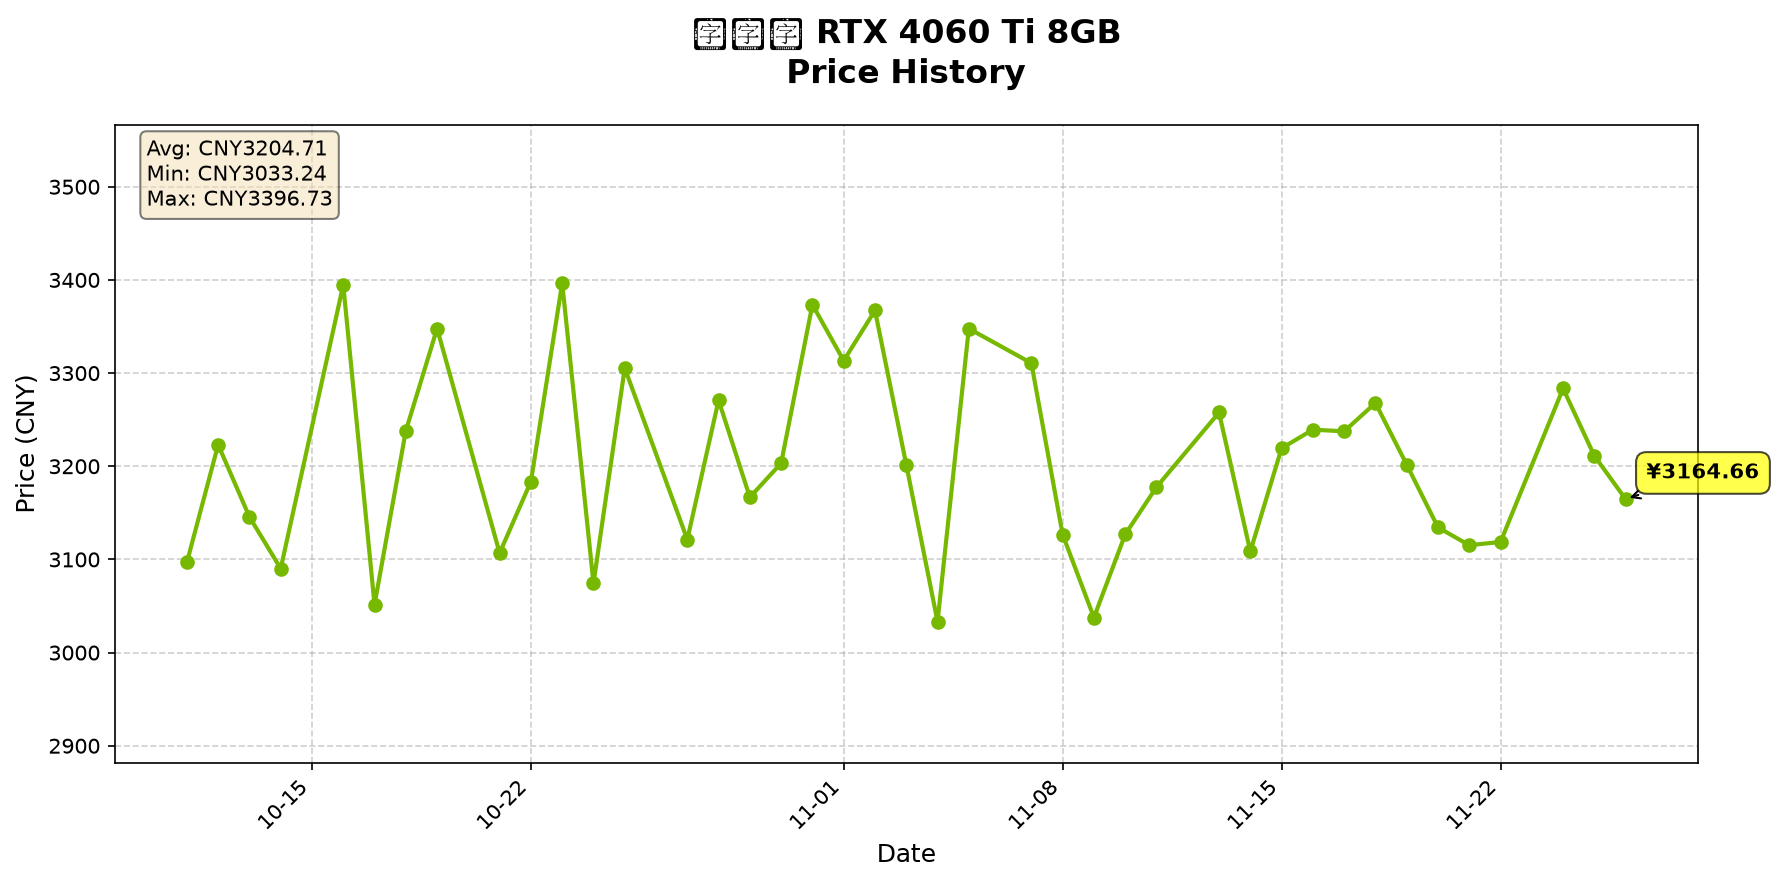 RTX 4060 Ti 8GB
Price History
Avg: CNY3204.71
Min: CNY3033.24
Max: CNY3396.73
Price (CNY)
3500
3400
3300
3200
3100
3000
2900
¥3164.66
10-15
10-22
11-01
11-08
11-15
11-22
Date